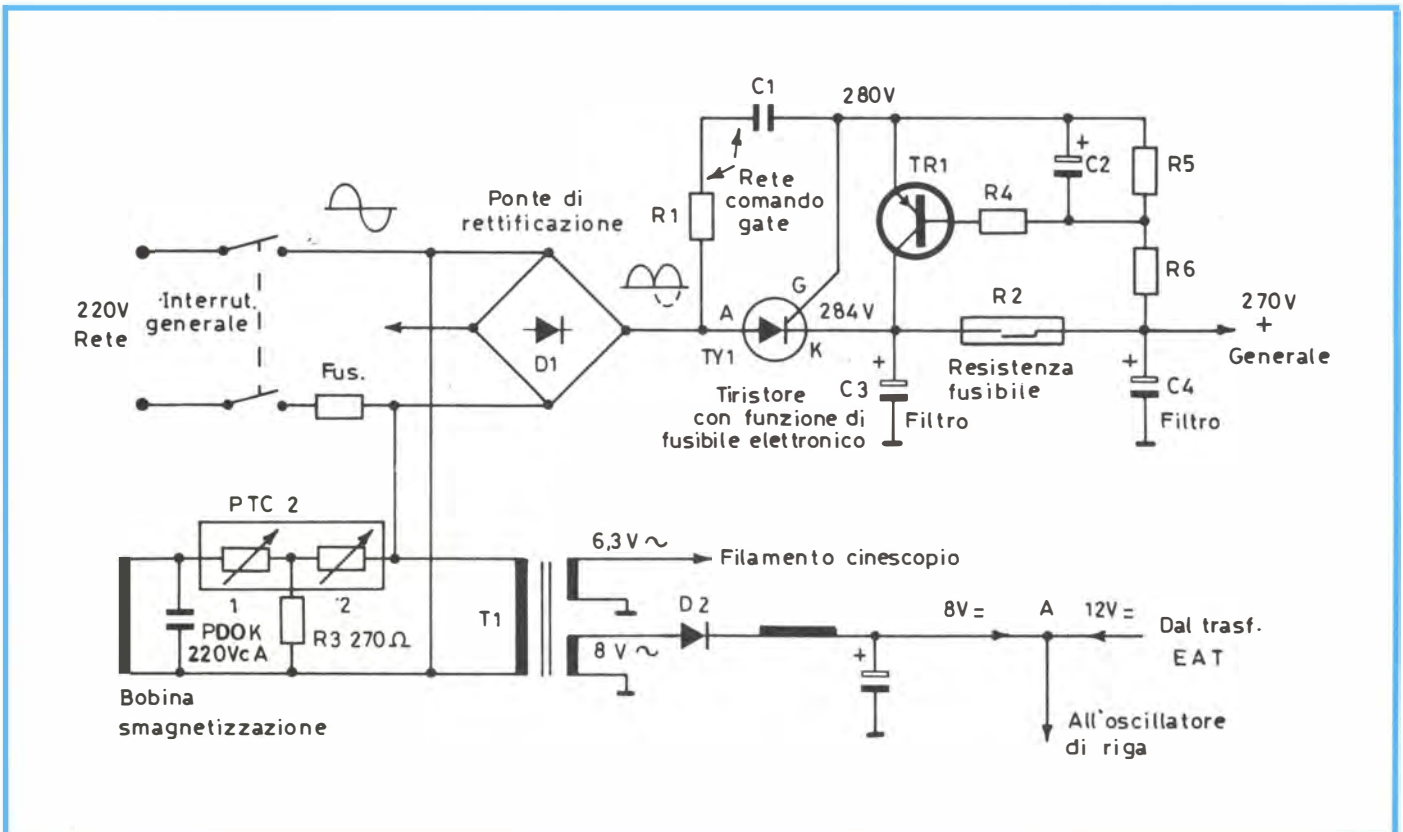 C1
280V
+
C2
R5
TR1
R4
Rete
comando
gate
R1
Ponte di
rettificazione
R6
220V
Rete
Interrut.
generale
D1
A
TY1
G
K
284V
R2
270V
+
Generale
Resistenza
fusibile
Fus.
Tiristore
con funzione di
fusibile elettronico
+
C3
Filtro
+
C4
Filtro
PTC 2
1
2
PDOK
220VcA
R3 270Ω
T1
6,3V~
Filamento cinescopio
8V~
D2
+
8V=
A
12V=
Dal trasf.
EAT
All'oscillatore
di riga
Bobina
smagnetizzazione